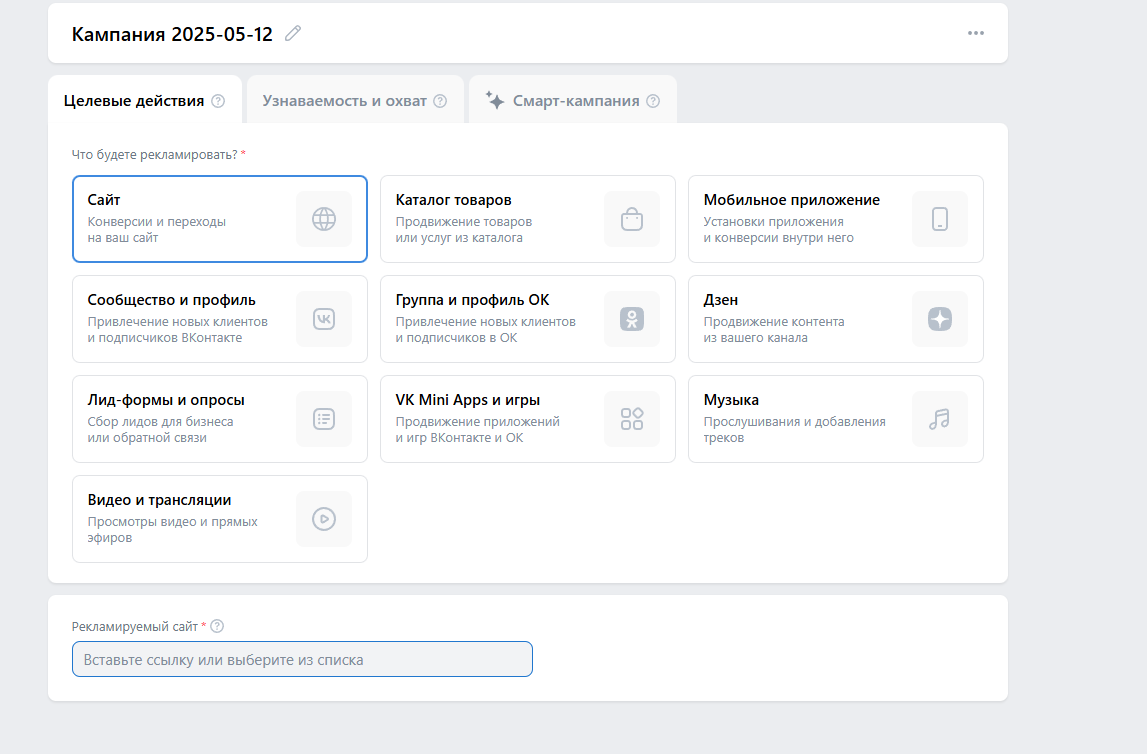 Кампания 2025-05-12
Целевые действия
Узнаваемость и охват
Смарт-кампания
Что будете рекламировать? *
Сайт
Конверсии и переходы
на ваш сайт
Каталог товаров
Продвижение товаров
или услуг из каталога
Мобильное приложение
Установки приложения
и конверсии внутри него
Сообщество и профиль
Привлечение новых клиентов
и подписчиков ВКонтакте
Группа и профиль ОК
Привлечение новых клиентов
и подписчиков в ОК
Дзен
Продвижение контента
из вашего канала
Лид-формы и опросы
Сбор лидов для бизнеса
или обратной связи
VK Mini Apps и игры
Продвижение приложений
и игр ВКонтакте и ОК
Музыка
Прослушивания и добавления
треков
Видео и трансляции
Просмотры видео и прямых
эфиров
Рекламируемый сайт *
Вставьте ссылку или выберите из списка